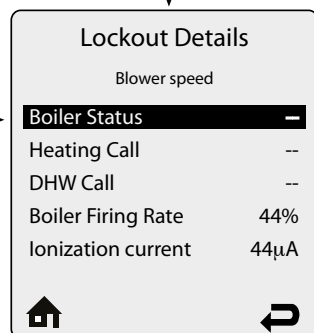 Lockout Details
Blower speed
Boiler Status –
Heating Call --
DHW Call --
Boiler Firing Rate 44%
Ionization current 44µA